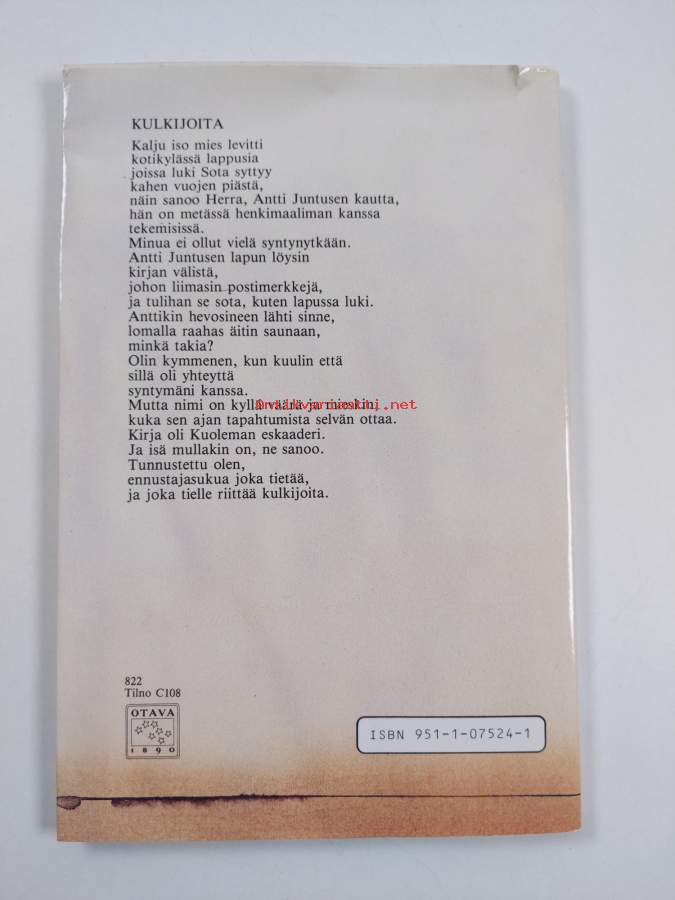 KULKIJOITA
Kalju iso mies levitti
kotikylässä lappusia
joissa luki Sota syttyy
kahen vuojen piästä,
näin sanoo Herra, Antti Juntusen kautta,
hän on metässä henkimaaliman kanssa
tekemisissä.
Minua ei ollut vielä syntynytkään.
Antti Juntusen lapun löysin
kirjan välistä,
johon liimasin postimerkkejä,
ja tulihan se sota, kuten lapussa luki.
Anttikin hevosineen lähti sinne,
lomalla raahas äitin saunaan,
minkä takia?
Olin kymmenen, kun kuulin että
sillä oli yhteyttä
syntymäni kanssa.
Mutta nimi on kyllä väärä ja
Antikvariaatti.net
kuka sen ajan tapahtumista selvän ottaa.
Kirja oli Kuoleman eskaaderi.
Ja isä mullakin on, ne sanoo.
Tunnustettu olen,
ennustajasukua joka tietää,
ja joka tielle riittää kulkijoita.
822
Tilno C108
OTAVA
1890
ISBN 951-1-07524-1